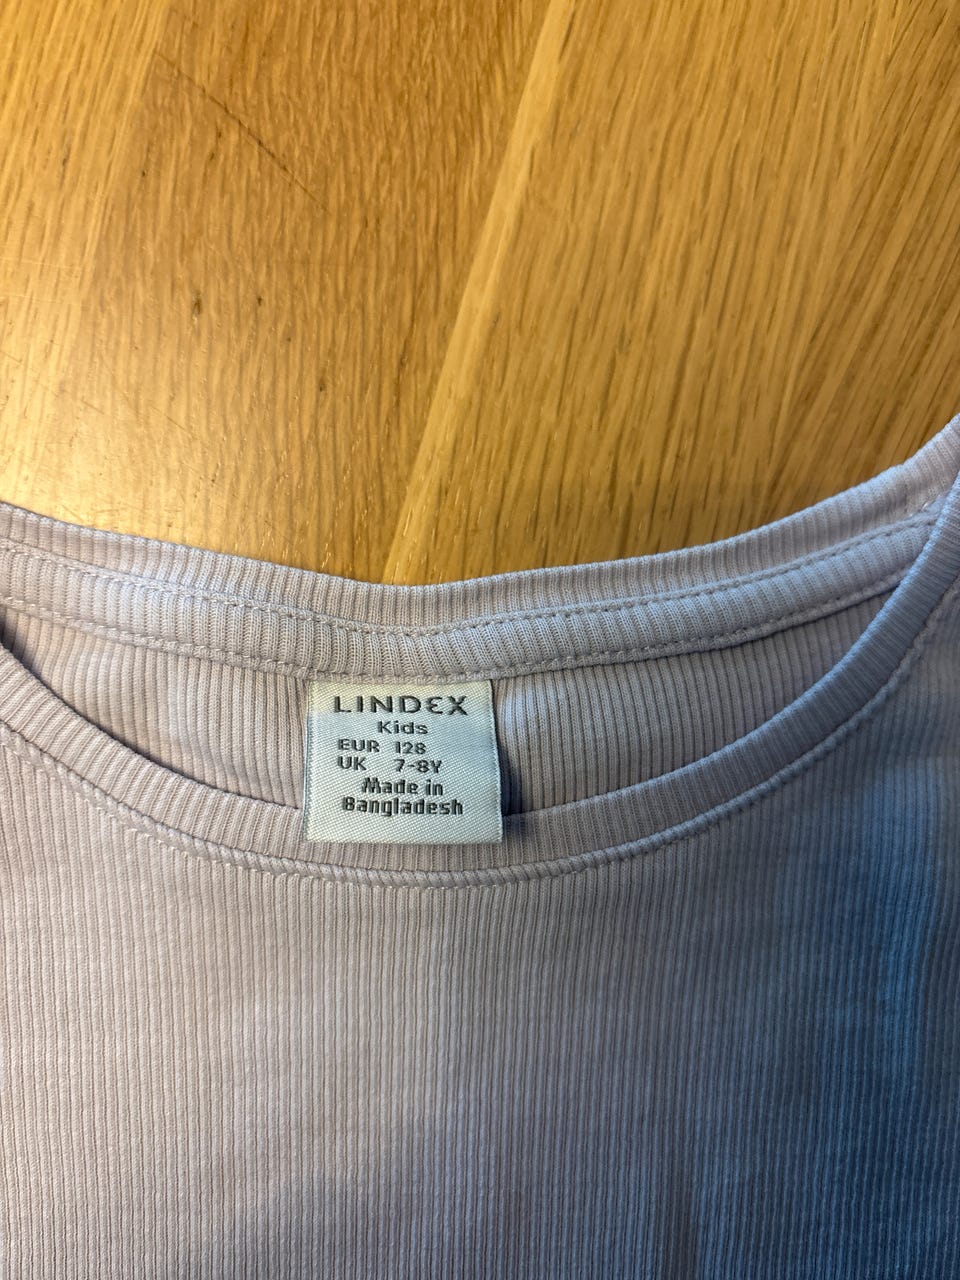 LINDEX
Kids
EUR 128
UK 7-8Y
Made in
Bangladesh